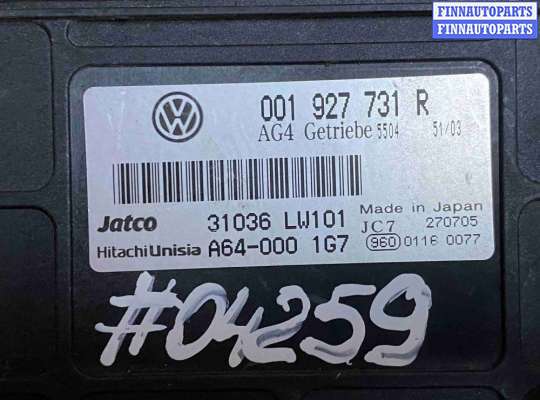 FINNAUTOPARTS
FINNAUTOPARTS
001 927 731 R
AG4 Getriebe 5504 51/03
Jatco 31036 LW101 Made in Japan
JC7 270705
HitachiUnisia A64-000 1G7 960 0116 0077
#04259